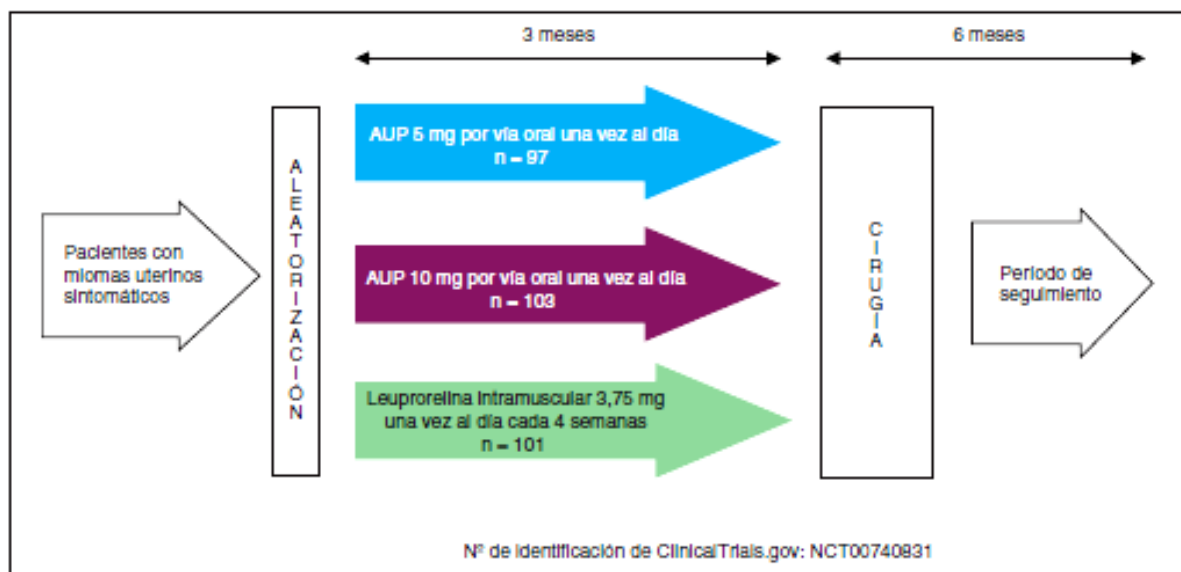 3 meses
6 meses
Pacientes con
miomas uterinos
sintomáticos
ALEATORIZACIÓN
AUP 5 mg por vía oral una vez al día
n = 97
AUP 10 mg por vía oral una vez al día
n = 103
Leuprorelina Intramuscular 3,75 mg
una vez al día cada 4 semanas
n = 101
CIRUGÍA
Período de
seguimiento
Nº de identificación de ClinicalTrials.gov: NCT00740831